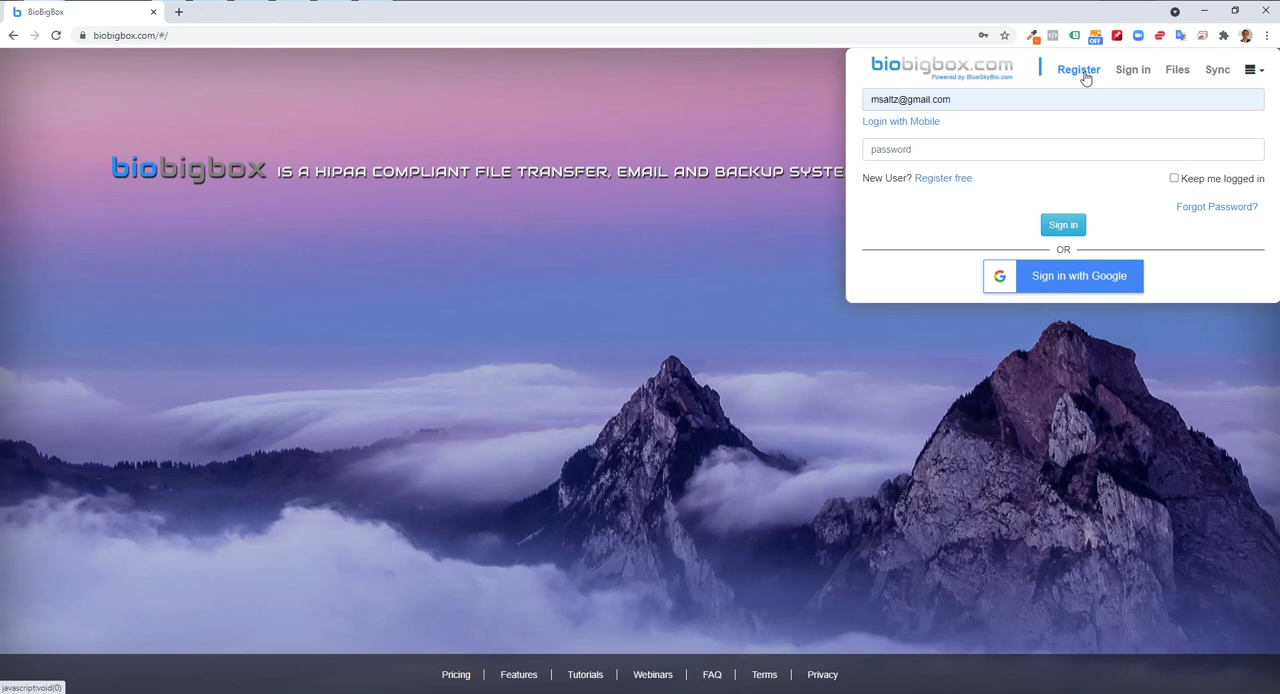 BioBigBox
biobigbox.com/#/
OFF
biobigbox.com
Powered by BlueSkyBio.com
Register
Sign in
Files
Sync
msaltz@gmail.com
Login with Mobile
password
New User? Register free
Keep me logged in
Forgot Password?
Sign in
OR
Sign in with Google
biobigbox IS A HIPAA COMPLIANT FILE TRANSFER, EMAIL AND BACKUP SYSTE
Pricing
Features
Tutorials
Webinars
FAQ
Terms
Privacy
javascript:void(0)